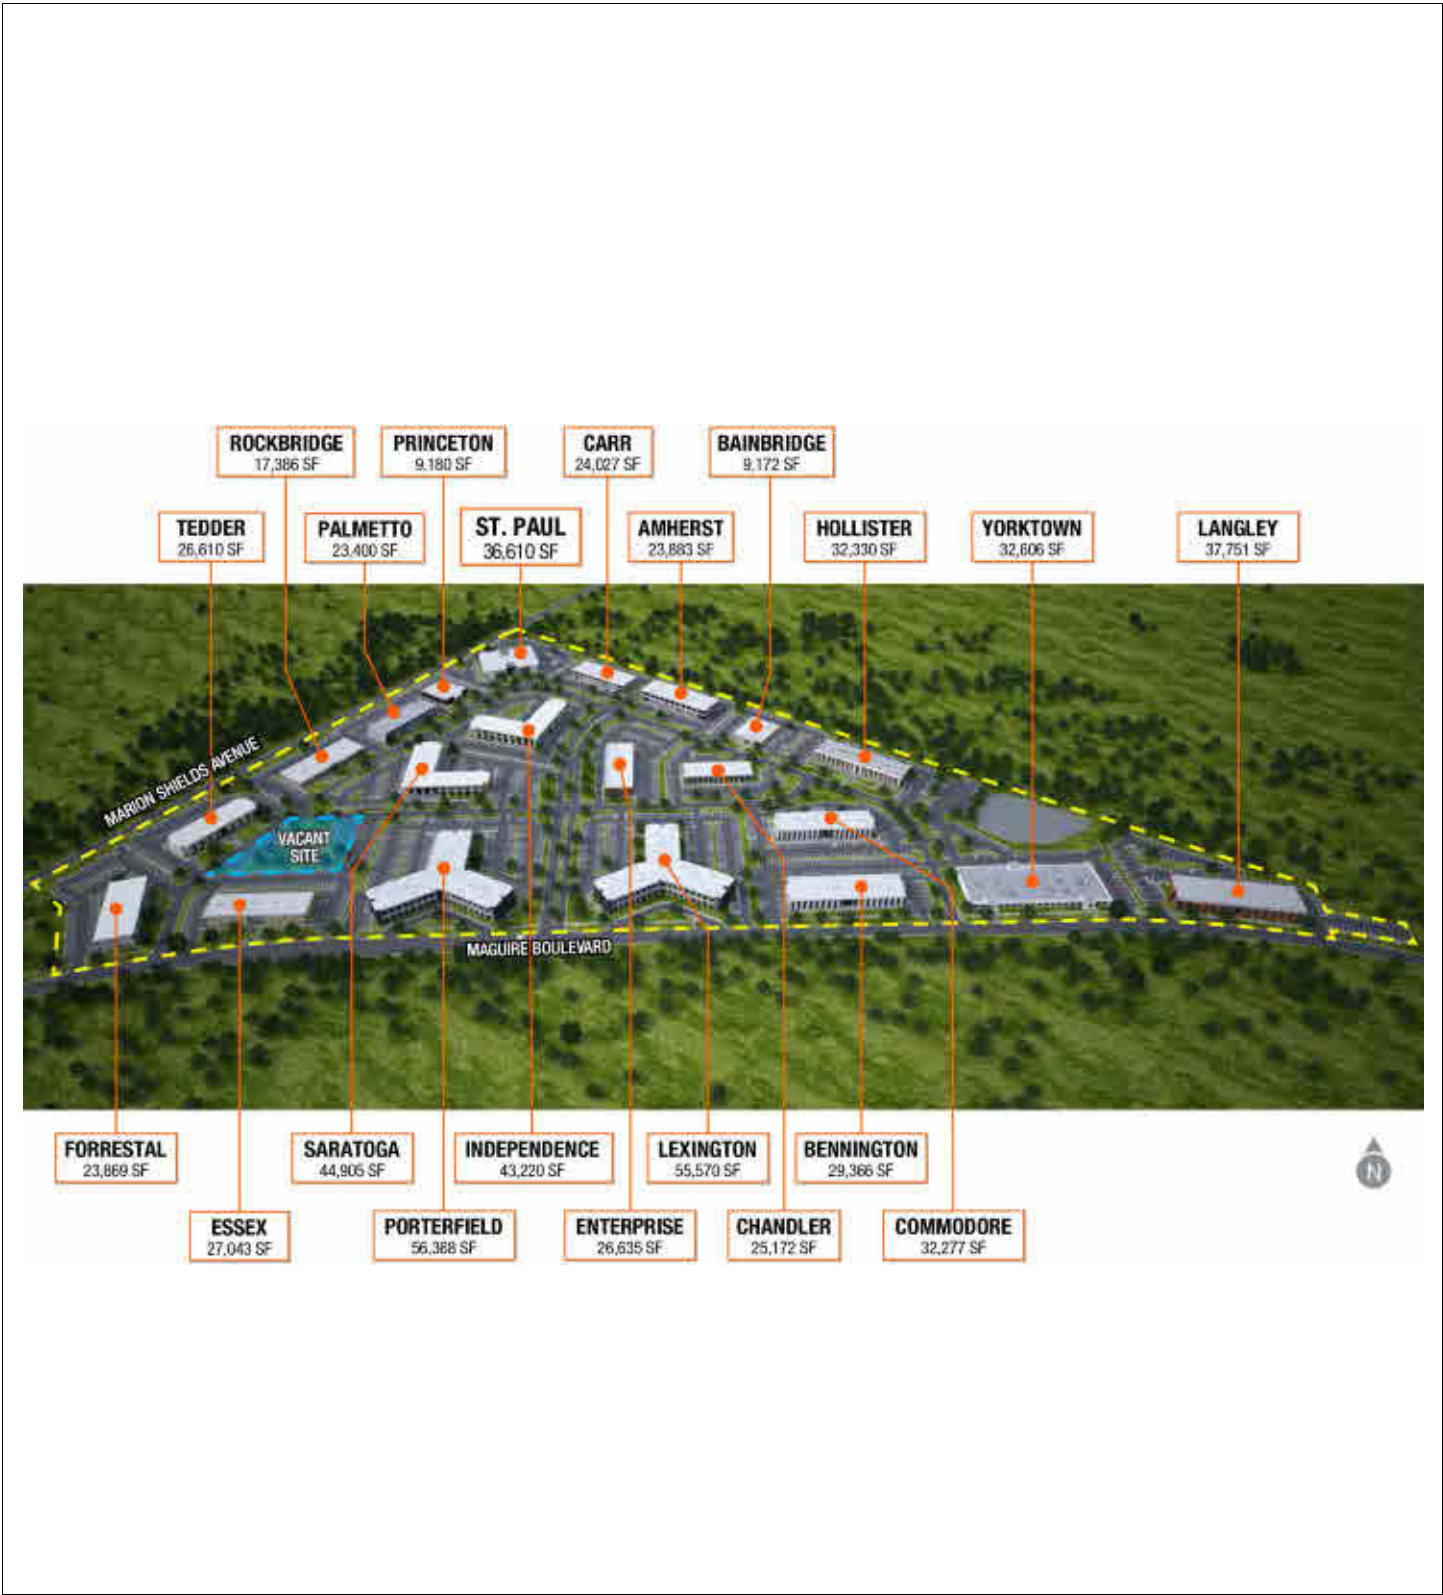 ROCKBRIDGE
17,386 SF
PRINCETON
9,180 SF
CARR
24,027 SF
BAINBRIDGE
9,172 SF
TEDDER
26,610 SF
PALMETTO
23,400 SF
ST. PAUL
36,610 SF
AMHERST
23,883 SF
HOLLISTER
32,330 SF
YORKTOWN
32,606 SF
LANGLEY
37,751 SF
MARION SHIELDS AVENUE
VACANT
SITE
MAGUIRE BOULEVARD
FORRESTAL
23,869 SF
SARATOGA
44,905 SF
INDEPENDENCE
43,220 SF
LEXINGTON
55,570 SF
BENNINGTON
29,366 SF
N
ESSEX
27,043 SF
PORTERFIELD
56,388 SF
ENTERPRISE
26,635 SF
CHANDLER
25,172 SF
COMMODORE
32,277 SF